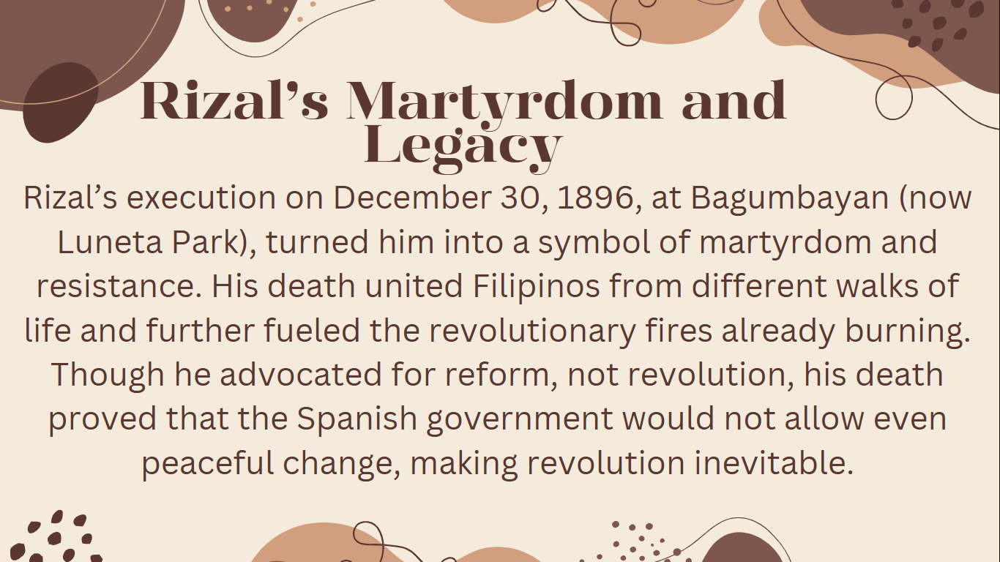 Rizal’s Martyrdom and
Legacy
Rizal’s execution on December 30, 1896, at Bagumbayan (now
Luneta Park), turned him into a symbol of martyrdom and
resistance. His death united Filipinos from different walks of
life and further fueled the revolutionary fires already burning.
Though he advocated for reform, not revolution, his death
proved that the Spanish government would not allow even
peaceful change, making revolution inevitable.